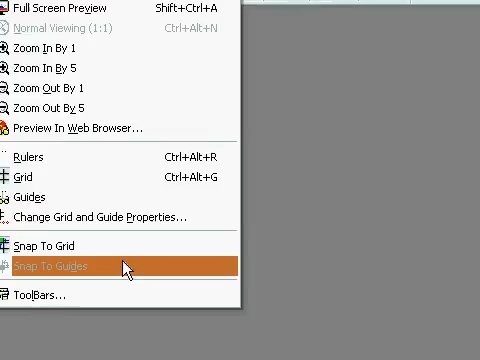 Full Screen Preview Shift+Ctrl+A
Normal Viewing (1:1) Ctrl+Alt+N
Zoom In By 1
Zoom In By 5
Zoom Out By 1
Zoom Out By 5
Preview In Web Browser...
Rulers Ctrl+Alt+R
Grid Ctrl+Alt+G
Guides
Change Grid and Guide Properties...
Snap To Grid
Snap To Guides
ToolBars...